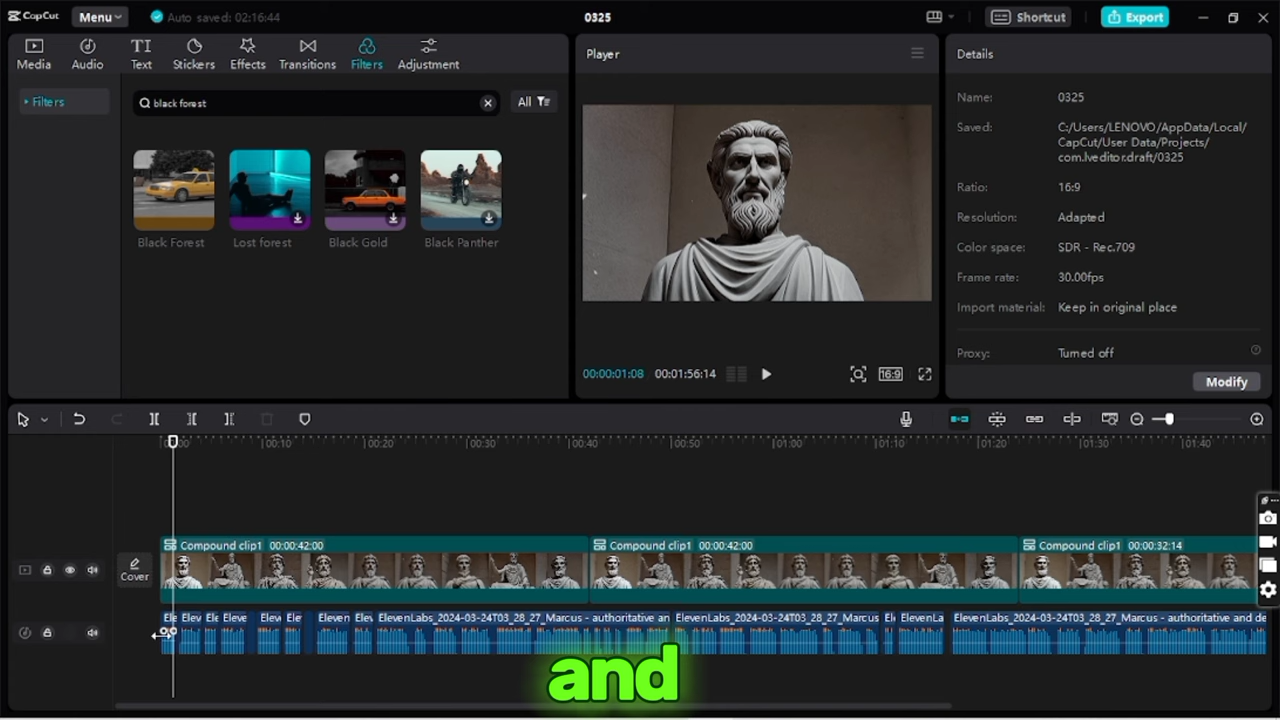 CapCut
Menu
Auto saved: 02:16:44
0325
Shortcut
Export
Media
Audio
TI
Text
Stickers
Effects
Transitions
Filters
Adjustment
Filters
black forest
All
Black Forest
Lost forest
Black Gold
Black Panther
Player
00:00:01:08
00:01:56:14
16:9
Details
Name: 0325
Saved: C:/Users/LENOVO/AppData/Local/
CapCut/User Data/Projects/
com.lveditor.draft/0325
Ratio: 16:9
Resolution: Adapted
Color space: SDR - Rec.709
Frame rate: 30.00fps
Import material: Keep in original place
Proxy: Turned off
Modify
00:00 00:10 00:20 00:30 00:40 00:50 01:00 01:10 01:20 01:30 01:40
Cover
Compound clip1 00:00:42:00
Compound clip1 00:00:42:00
Compound clip1 00:00:32:14
Ele Elev Ele Eleve Elev Elev Eleven Elev ElevenLabs_2024-03-24T03_28_27_Marcus - authoritative an ElevenLabs_2024-03-24T03_28_27_Marcus Ele ElevenLa ElevenLabs_2024-03-24T03_28_27_Marcus - authoritative and de
and